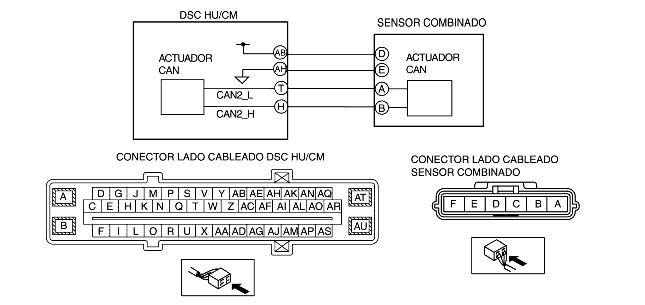 DSC HU/CM
SENSOR COMBINADO
ACTUADOR
CAN
AB
AH
T
H
CAN2_L
CAN2_H
D
E
A
B
ACTUADOR
CAN
CONECTOR LADO CABLEADO DSC HU/CM
A
B
D G J M P S V Y AB AE AH AK AN AQ
C E H K N Q T W Z AC AF AI AL AO AR
F I L O R U X AA AD AG AJ AM AP AS
AT
AU
CONECTOR LADO CABLEADO
SENSOR COMBINADO
F E D C B A